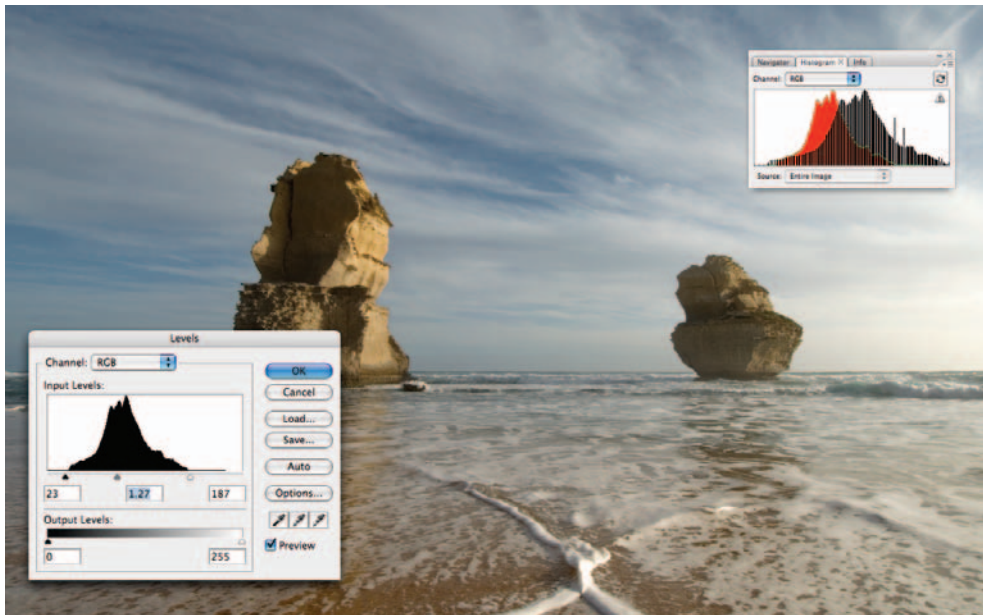 Navigator Histogram Info
Channel: RGB
Source: Entire Image
Levels
Channel: RGB
Input Levels:
23 1.27 187
Output Levels:
0 255
OK
Cancel
Load...
Save...
Auto
Options...
Preview